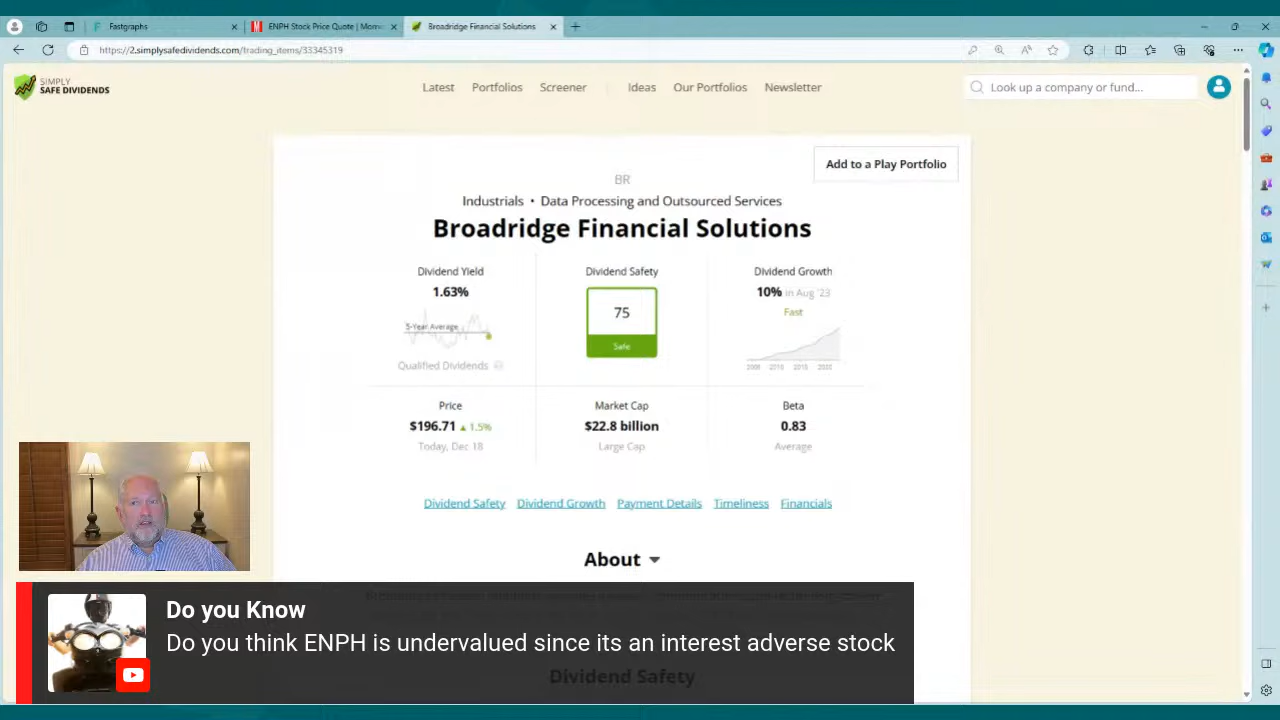 Fastgraphs
ENPH Stock Price Quote | Morn
Broadridge Financial Solutions
https://2.simplysafedividends.com/trading_items/33345319
SIMPLY
SAFE DIVIDENDS
Latest
Portfolios
Screener
Ideas
Our Portfolios
Newsletter
Look up a company or fund...
Add to a Play Portfolio
BR
Industrials • Data Processing and Outsourced Services
Broadridge Financial Solutions
Dividend Yield
1.63%
5-Year Average
Qualified Dividends
Dividend Safety
75
Safe
Dividend Growth
10% in Aug '23
Fast
2005 2010 2015 2020
Price
$196.71 ▲ 1.5%
Today, Dec 18
Market Cap
$22.8 billion
Large Cap
Beta
0.83
Average
Dividend Safety
Dividend Growth
Payment Details
Timeliness
Financials
About
Do you Know
Do you think ENPH is undervalued since its an interest adverse stock
Dividend Safety